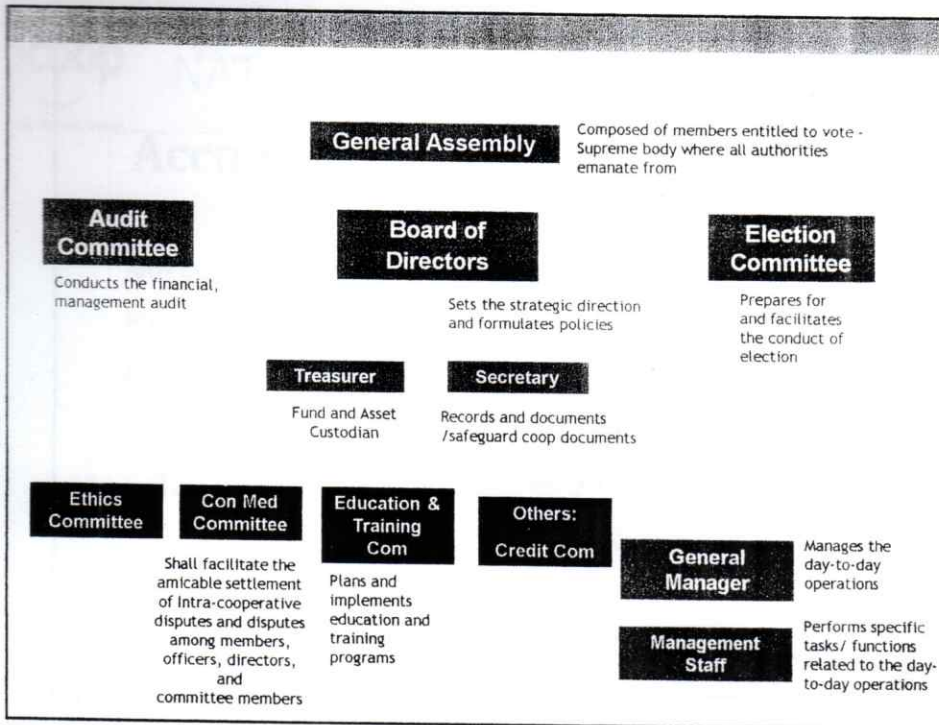 General Assembly
Composed of members entitled to vote -
Supreme body where all authorities
emanate from
Audit
Committee
Conducts the financial,
management audit
Board of
Directors
Sets the strategic direction
and formulates policies
Election
Committee
Prepares for
and facilitates
the conduct of
election
Treasurer
Fund and Asset
Custodian
Secretary
Records and documents
/safeguard coop documents
Ethics
Committee
Con Med
Committee
Shall facilitate the
amicable settlement
of Intra-cooperative
disputes and disputes
among members,
officers, directors,
and
committee members
Education &
Training
Com
Plans and
implements
education and
training
programs
Others:
Credit Com
General
Manager
Manages the
day-to-day
operations
Management
Staff
Performs specific
tasks/ functions
related to the day-
to-day operations